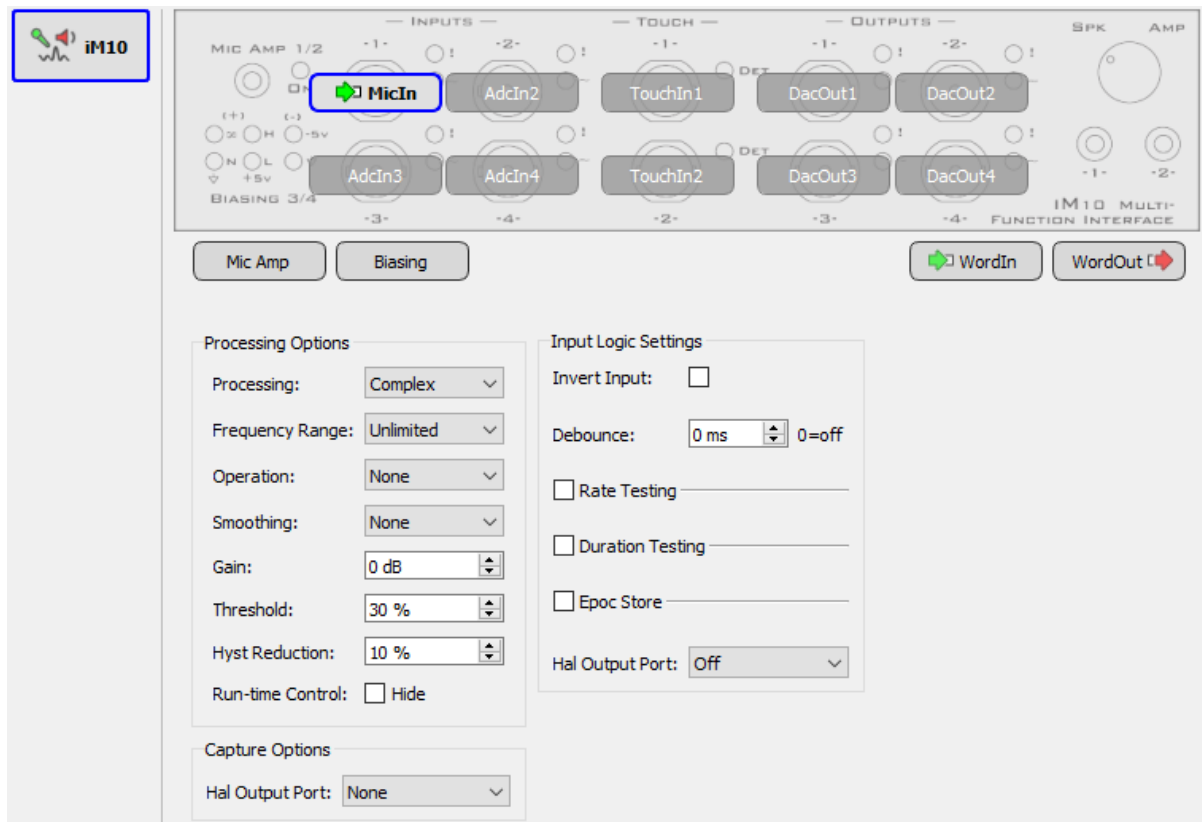 iM10
— INPUTS —
— TOUCH —
— OUTPUTS —
SPK
AMP
MIC AMP 1/2
-1-
-2-
-1-
-1-
-2-
!
!
!
!
ON
DET
MicIn
AdcIn2
TouchIn1
DacOut1
DacOut2
(+)
(-)
H
-5V
!
!
DET
!
!
N
L
+5V
AdcIn3
AdcIn4
TouchIn2
DacOut3
DacOut4
-1-
-2-
BIASING 3/4
-3-
-4-
-2-
-3-
-4-
IM10 MULTI-
FUNCTION INTERFACE
Mic Amp
Biasing
WordIn
WordOut
Processing Options
Processing: Complex
Frequency Range: Unlimited
Operation: None
Smoothing: None
Gain: 0 dB
Threshold: 30 %
Hyst Reduction: 10 %
Run-time Control: Hide
Capture Options
Hal Output Port: None
Input Logic Settings
Invert Input:
Debounce: 0 ms 0=off
Rate Testing
Duration Testing
Epoc Store
Hal Output Port: Off